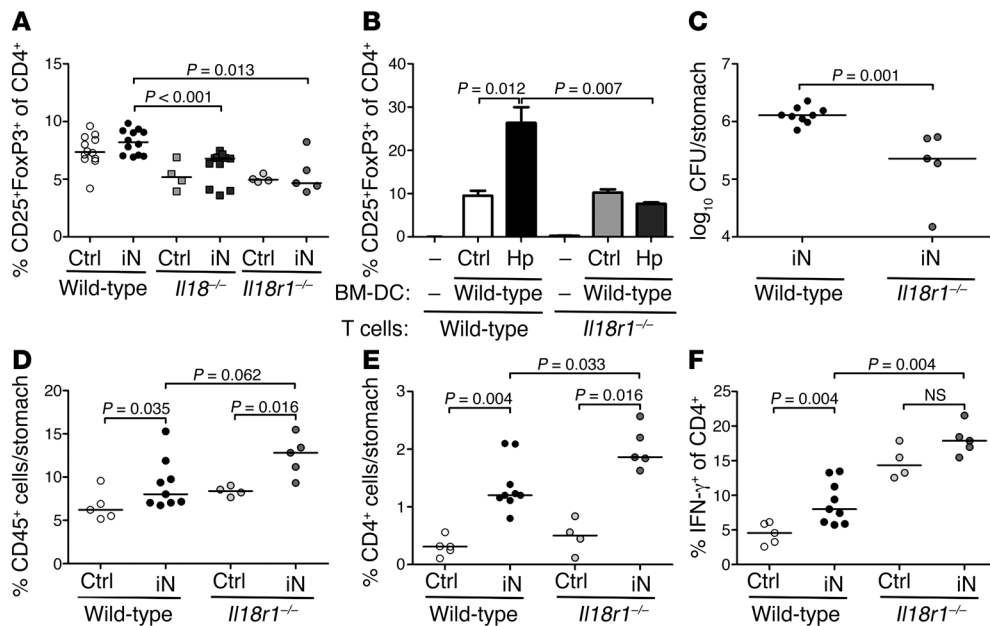 A
% CD25⁺FoxP3⁺ of CD4⁺
15
10
5
0
P = 0.013
P < 0.001
Ctrl iN Ctrl iN Ctrl iN
Wild-type Il18⁻/⁻ Il18r1⁻/⁻
B
% CD25⁺FoxP3⁺ of CD4⁺
40
30
20
10
0
P = 0.012 P = 0.007
– Ctrl Hp – Ctrl Hp
BM-DC: – Wild-type – Wild-type
T cells: Wild-type Il18r1⁻/⁻
C
log₁₀ CFU/stomach
7
6
5
4
P = 0.001
iN iN
Wild-type Il18r1⁻/⁻
D
% CD45⁺ cells/stomach
20
15
10
5
0
P = 0.062
P = 0.035 P = 0.016
Ctrl iN Ctrl iN
Wild-type Il18r1⁻/⁻
E
% CD4⁺ cells/stomach
3
2
1
0
P = 0.033
P = 0.004 P = 0.016
Ctrl iN Ctrl iN
Wild-type Il18r1⁻/⁻
F
% IFN-γ⁺ of CD4⁺
25
20
15
10
5
0
P = 0.004
P = 0.004 NS
Ctrl iN Ctrl iN
Wild-type Il18r1⁻/⁻